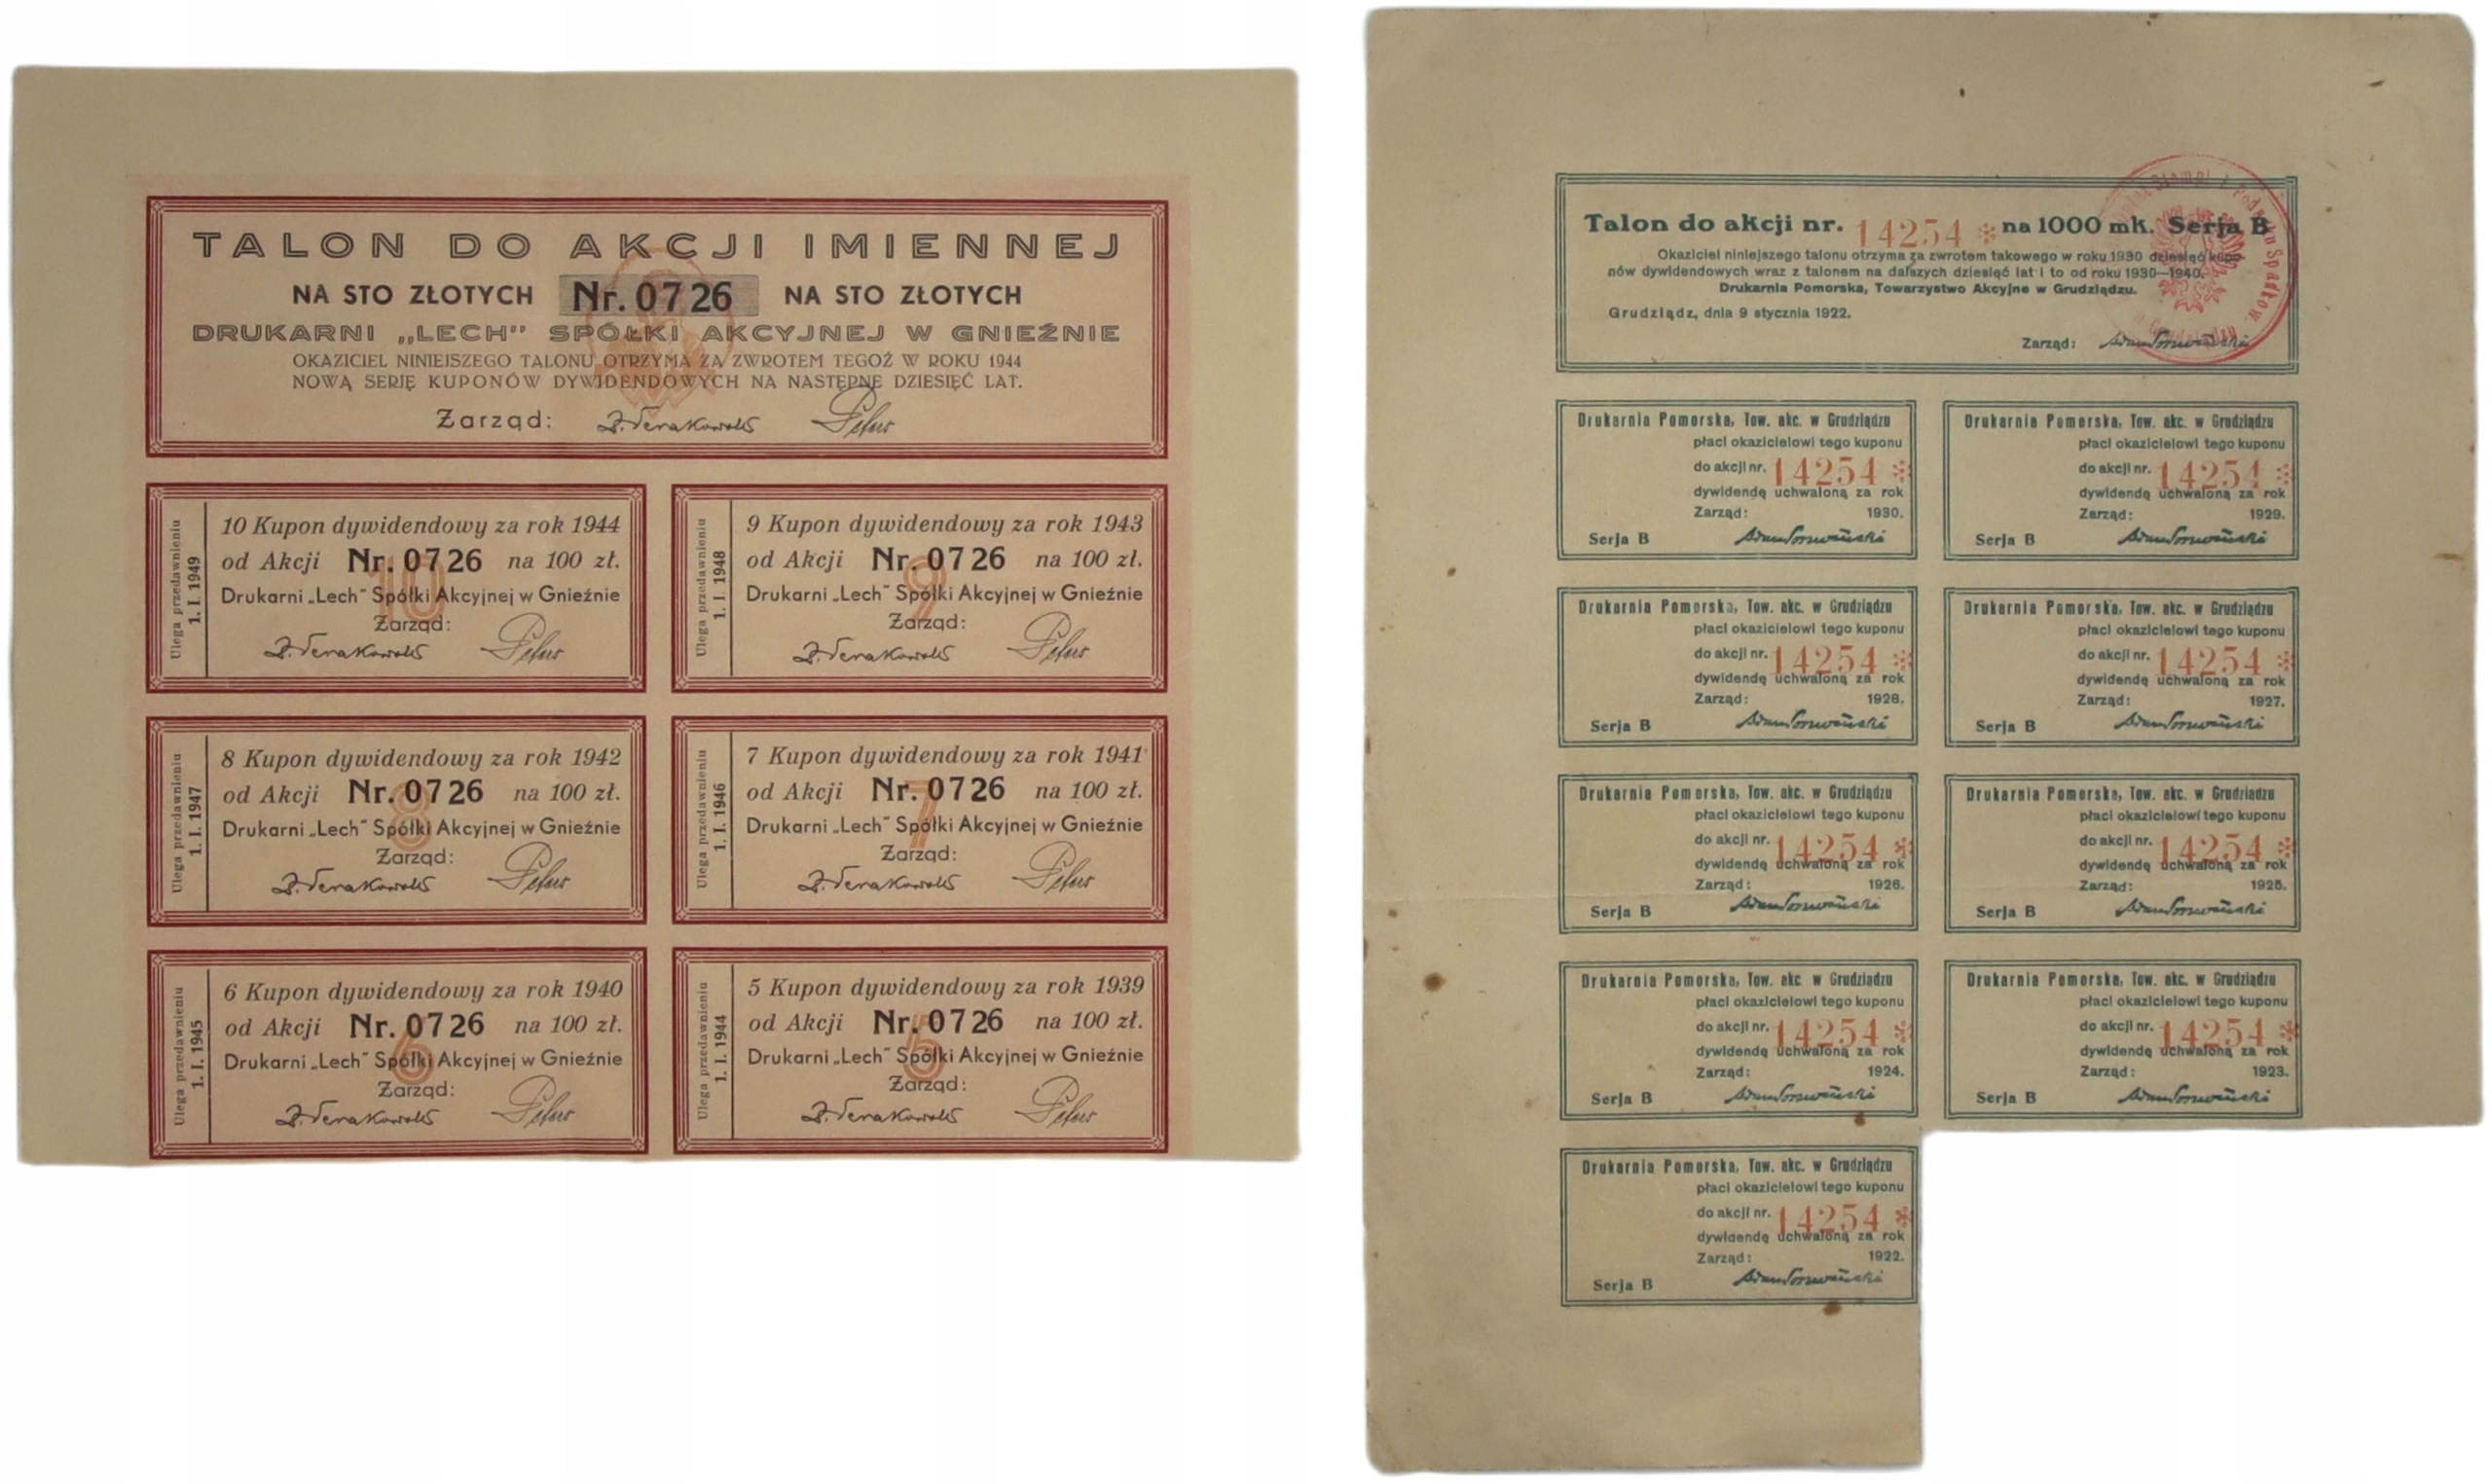 TALON DO AKCJI IMIENNEJ
NA STO ZŁOTYCH Nr. 0726 NA STO ZŁOTYCH
DRUKARNI „LECH” SPÓŁKI AKCYJNEJ W GNIEŹNIE
OKAZICIEL NINIEJSZEGO TALONU OTRZYMA ZA ZWROTEM TEGOŻ W ROKU 1944
NOWĄ SERJĘ KUPONÓW DYWIDENDOWYCH NA NASTĘPNE DZIESIĘĆ LAT.
Zarząd:
Ulega przedawnieniu
1. I. 1949
10 Kupon dywidendowy za rok 1944
od Akcji Nr. 0726 na 100 zł.
10
Drukarni „Lech” Spółki Akcyjnej w Gnieźnie
Zarząd:
Ulega przedawnieniu
1. I. 1948
9 Kupon dywidendowy za rok 1943
od Akcji Nr. 0726 na 100 zł.
9
Drukarni „Lech” Spółki Akcyjnej w Gnieźnie
Zarząd:
Ulega przedawnieniu
1. I. 1947
8 Kupon dywidendowy za rok 1942
od Akcji Nr. 0726 na 100 zł.
8
Drukarni „Lech” Spółki Akcyjnej w Gnieźnie
Zarząd:
Ulega przedawnieniu
1. I. 1946
7 Kupon dywidendowy za rok 1941
od Akcji Nr. 0726 na 100 zł.
7
Drukarni „Lech” Spółki Akcyjnej w Gnieźnie
Zarząd:
Ulega przedawnieniu
1. I. 1945
6 Kupon dywidendowy za rok 1940
od Akcji Nr. 0726 na 100 zł.
6
Drukarni „Lech” Spółki Akcyjnej w Gnieźnie
Zarząd:
Ulega przedawnieniu
1. I. 1944
5 Kupon dywidendowy za rok 1939
od Akcji Nr. 0726 na 100 zł.
5
Drukarni „Lech” Spółki Akcyjnej w Gnieźnie
Zarząd:
Talon do akcji nr. 14254 * na 1000 mk. Serja B
Okaziciel niniejszego talonu otrzyma za zwrotem takowego w roku 1930 dziesięć kupo-
nów dywidendowych wraz z talonem na dalszych dziesięć lat i to od roku 1930—1940.
Drukarnia Pomorska, Towarzystwo Akcyjne w Grudziądzu.
Grudziądz, dnia 9 stycznia 1922.
Zarząd:
Drukarnia Pomorska, Tow. akc. w Grudziądzu
płaci okazicielowi tego kuponu
do akcji nr. 14254 *
dywidendę uchwaloną za rok
Zarząd: 1930.
Serja B
Drukarnia Pomorska, Tow. akc. w Grudziądzu
płaci okazicielowi tego kuponu
do akcji nr. 14254 *
dywidendę uchwaloną za rok
Zarząd: 1929.
Serja B
Drukarnia Pomorska, Tow. akc. w Grudziądzu
płaci okazicielowi tego kuponu
do akcji nr. 14254 *
dywidendę uchwaloną za rok
Zarząd: 1928.
Serja B
Drukarnia Pomorska, Tow. akc. w Grudziądzu
płaci okazicielowi tego kuponu
do akcji nr. 14254 *
dywidendę uchwaloną za rok
Zarząd: 1927.
Serja B
Drukarnia Pomorska, Tow. akc. w Grudziądzu
płaci okazicielowi tego kuponu
do akcji nr. 14254 *
dywidendę uchwaloną za rok
Zarząd: 1926.
Serja B
Drukarnia Pomorska, Tow. akc. w Grudziądzu
płaci okazicielowi tego kuponu
do akcji nr. 14254 *
dywidendę uchwaloną za rok
Zarząd: 1925.
Serja B
Drukarnia Pomorska, Tow. akc. w Grudziądzu
płaci okazicielowi tego kuponu
do akcji nr. 14254 *
dywidendę uchwaloną za rok
Zarząd: 1924.
Serja B
Drukarnia Pomorska, Tow. akc. w Grudziądzu
płaci okazicielowi tego kuponu
do akcji nr. 14254 *
dywidendę uchwaloną za rok
Zarząd: 1923.
Serja B
Drukarnia Pomorska, Tow. akc. w Grudziądzu
płaci okazicielowi tego kuponu
do akcji nr. 14254 *
dywidendę uchwaloną za rok
Zarząd: 1922.
Serja B